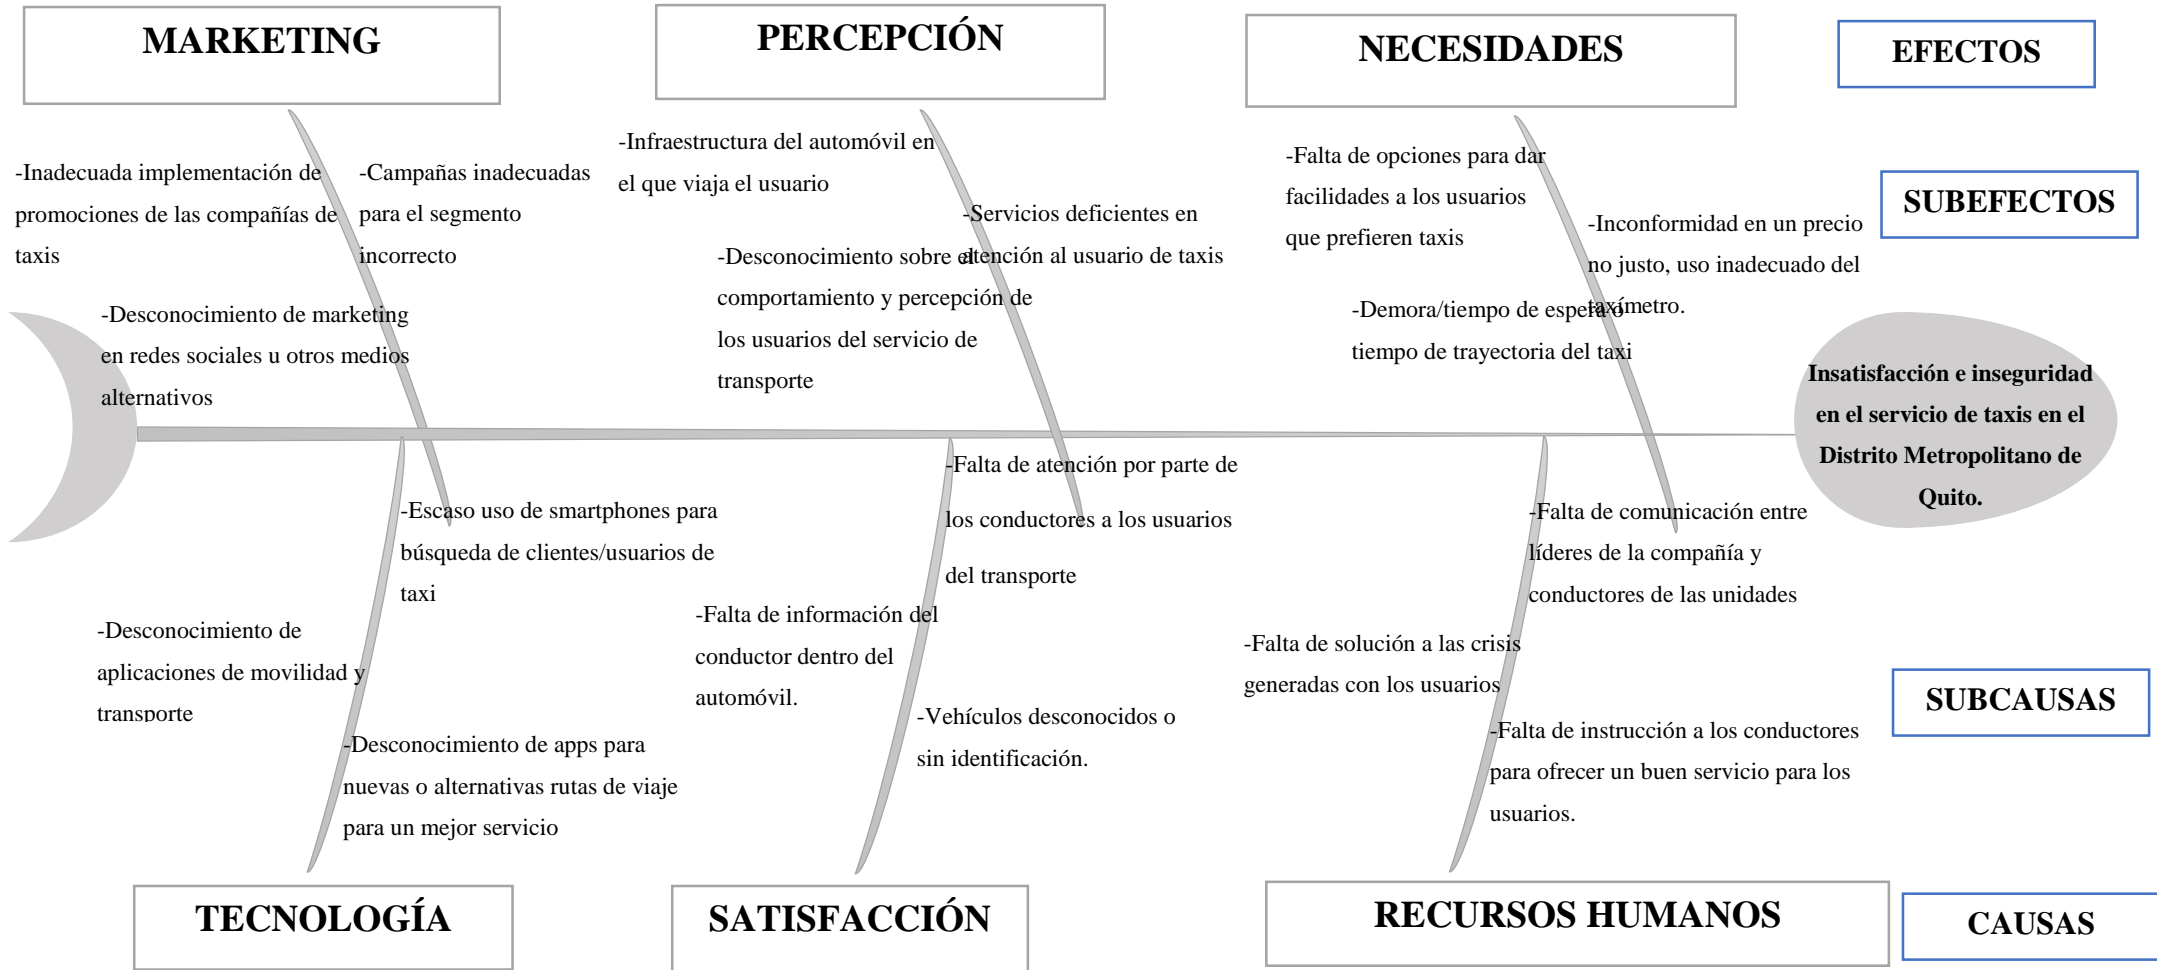 MARKETING
PERCEPCIÓN
NECESIDADES
EFECTOS
-Inadecuada implementación de
promociones de las compañías de
taxis
-Campañas inadecuadas
para el segmento
incorrecto
-Desconocimiento de marketing
en redes sociales u otros medios
alternativos
-Infraestructura del automóvil en
el que viaja el usuario
-Servicios deficientes en
atención al usuario de taxis
-Desconocimiento sobre el
comportamiento y percepción de
los usuarios del servicio de
transporte
-Falta de opciones para dar
facilidades a los usuarios
que prefieren taxis
-Inconformidad en un precio
no justo, uso inadecuado del
taxímetro.
-Demora/tiempo de espera o
tiempo de trayectoria del taxi
SUBEFECTOS
Insatisfacción e inseguridad
en el servicio de taxis en el
Distrito Metropolitano de
Quito.
-Escaso uso de smartphones para
búsqueda de clientes/usuarios de
taxi
-Desconocimiento de
aplicaciones de movilidad y
transporte
-Desconocimiento de apps para
nuevas o alternativas rutas de viaje
para un mejor servicio
-Falta de atención por parte de
los conductores a los usuarios
del transporte
-Falta de información del
conductor dentro del
automóvil.
-Vehículos desconocidos o
sin identificación.
-Falta de comunicación entre
líderes de la compañía y
conductores de las unidades
-Falta de solución a las crisis
generadas con los usuarios
-Falta de instrucción a los conductores
para ofrecer un buen servicio para los
usuarios.
SUBCAUSAS
TECNOLOGÍA
SATISFACCIÓN
RECURSOS HUMANOS
CAUSAS